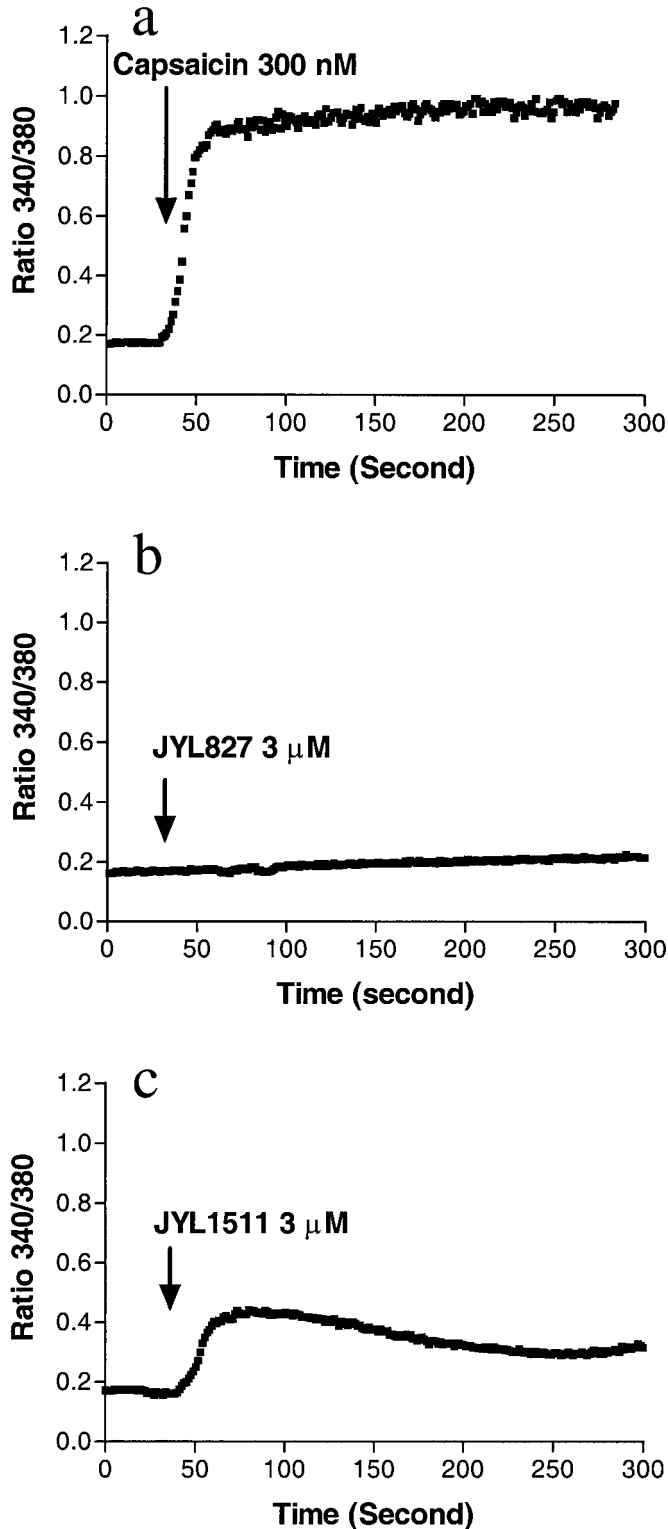 a
1.2
Capsaicin 300 nM
1.0
0.8
0.6
0.4
0.2
0.0
Ratio 340/380
0 50 100 150 200 250 300
Time (Second)
b
1.2
1.0
0.8
JYL827 3 μM
0.6
0.4
0.2
0.0
Ratio 340/380
0 50 100 150 200 250 300
Time (second)
c
1.2
1.0
0.8
JYL1511 3 μM
0.6
0.4
0.2
0.0
Ratio 340/380
0 50 100 150 200 250 300
Time (Second)